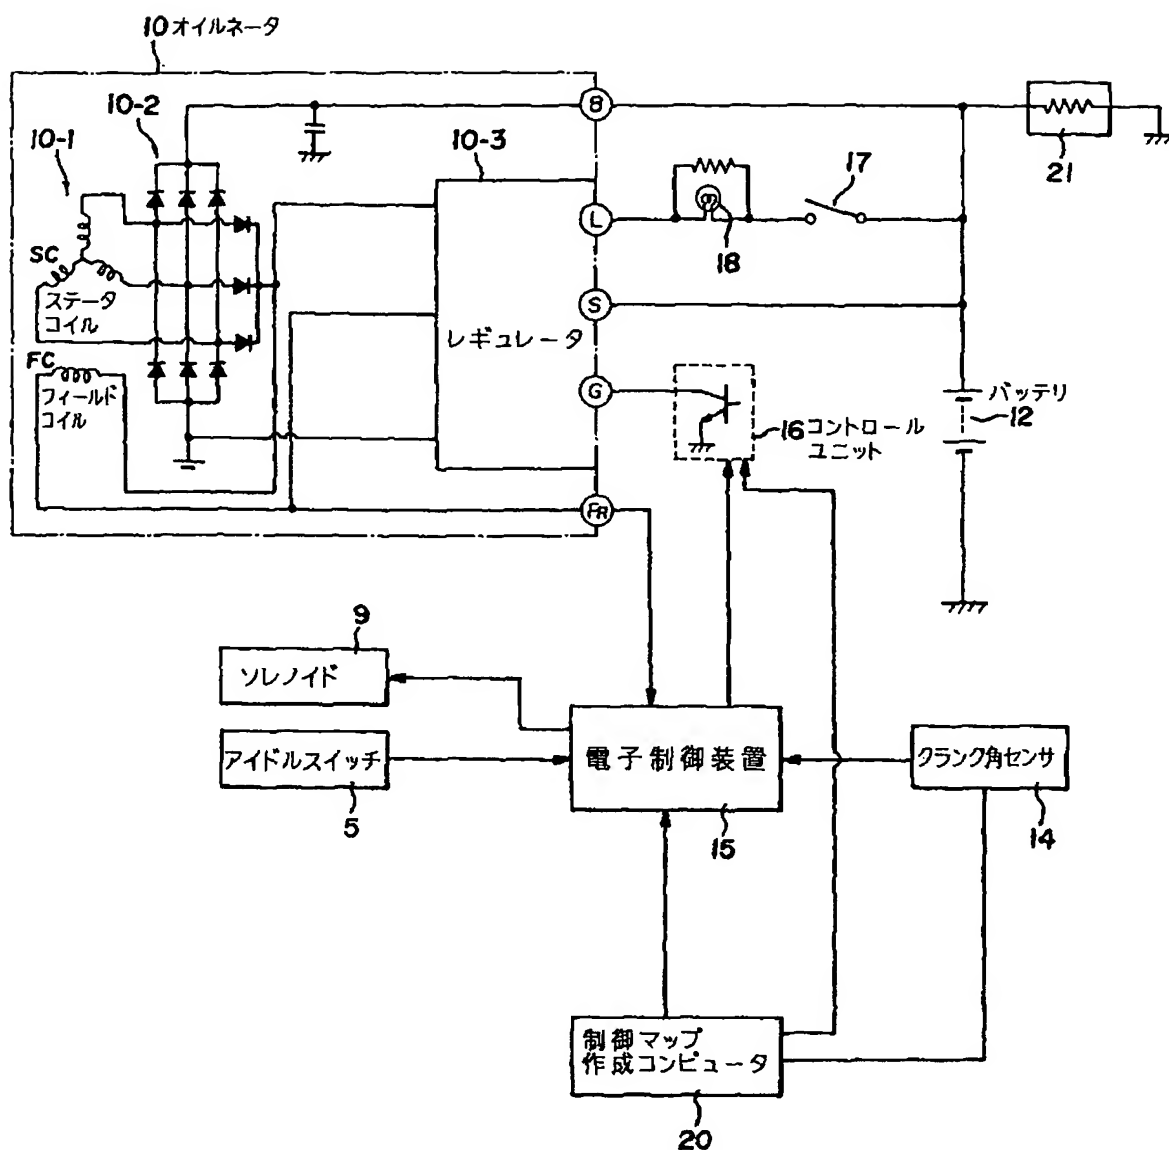 10 オイルネータ
10-2
B
10-1
10-3
17
21
L
18
SC
ステータ
コイル
S
レギュレータ
FC
フィールド
コイル
G
バッテリ
12
16 コントロール
ユニット
FR
9
ソレノイド
アイドルスイッチ
5
電子制御装置
15
クランク角センサ
14
制御マップ
作成コンピュータ
20